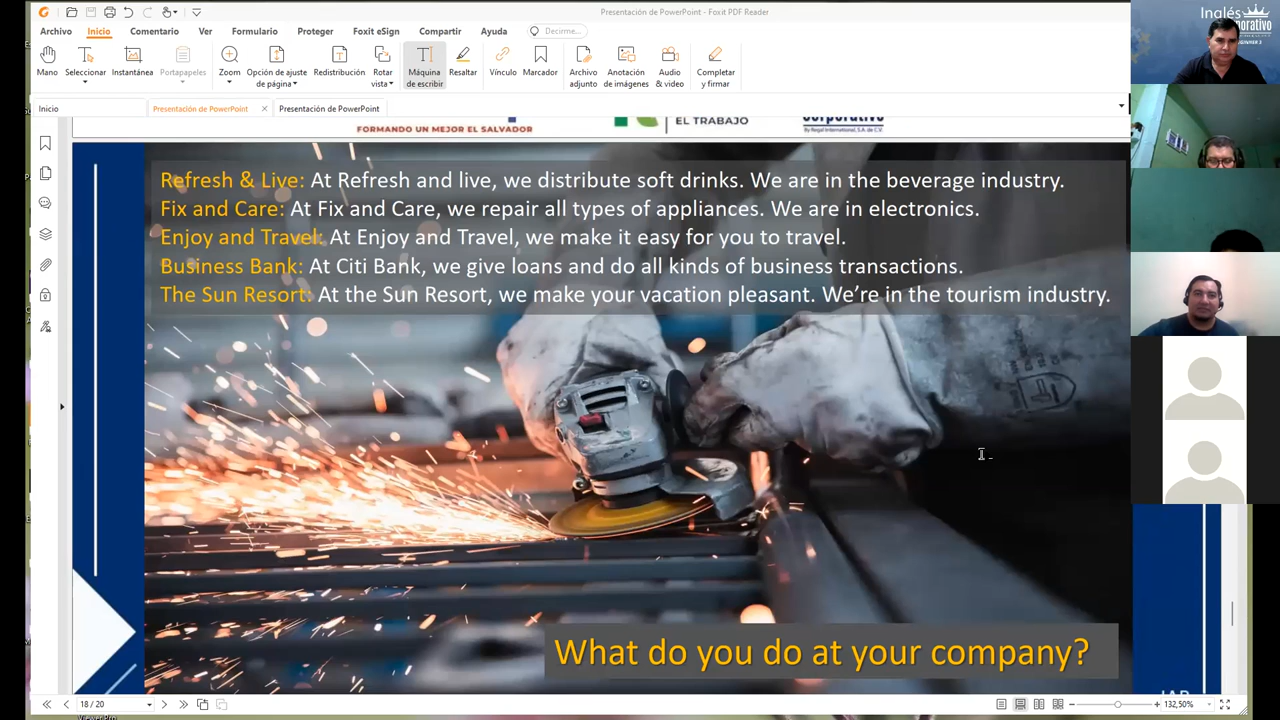 Presentación de PowerPoint - Foxit PDF Reader
Archivo Inicio Comentario Ver Formulario Proteger Foxit eSign Compartir Ayuda Decirme...
Mano Seleccionar Instantánea Portapapeles Zoom Opción de ajuste de página Redistribución Rotar vista Máquina de escribir Resaltar Vínculo Marcador Archivo adjunto Anotación de imágenes Audio & video Completar y firmar
Inicio Presentación de PowerPoint Presentación de PowerPoint
FORMANDO UN MEJOR EL SALVADOR
EL TRABAJO
By Regal International, S.A. de C.V.
Refresh & Live: At Refresh and live, we distribute soft drinks. We are in the beverage industry.
Fix and Care: At Fix and Care, we repair all types of appliances. We are in electronics.
Enjoy and Travel: At Enjoy and Travel, we make it easy for you to travel.
Business Bank: At Citi Bank, we give loans and do all kinds of business transactions.
The Sun Resort: At the Sun Resort, we make your vacation pleasant. We’re in the tourism industry.
What do you do at your company?
18 / 20
132,50%
Inglés